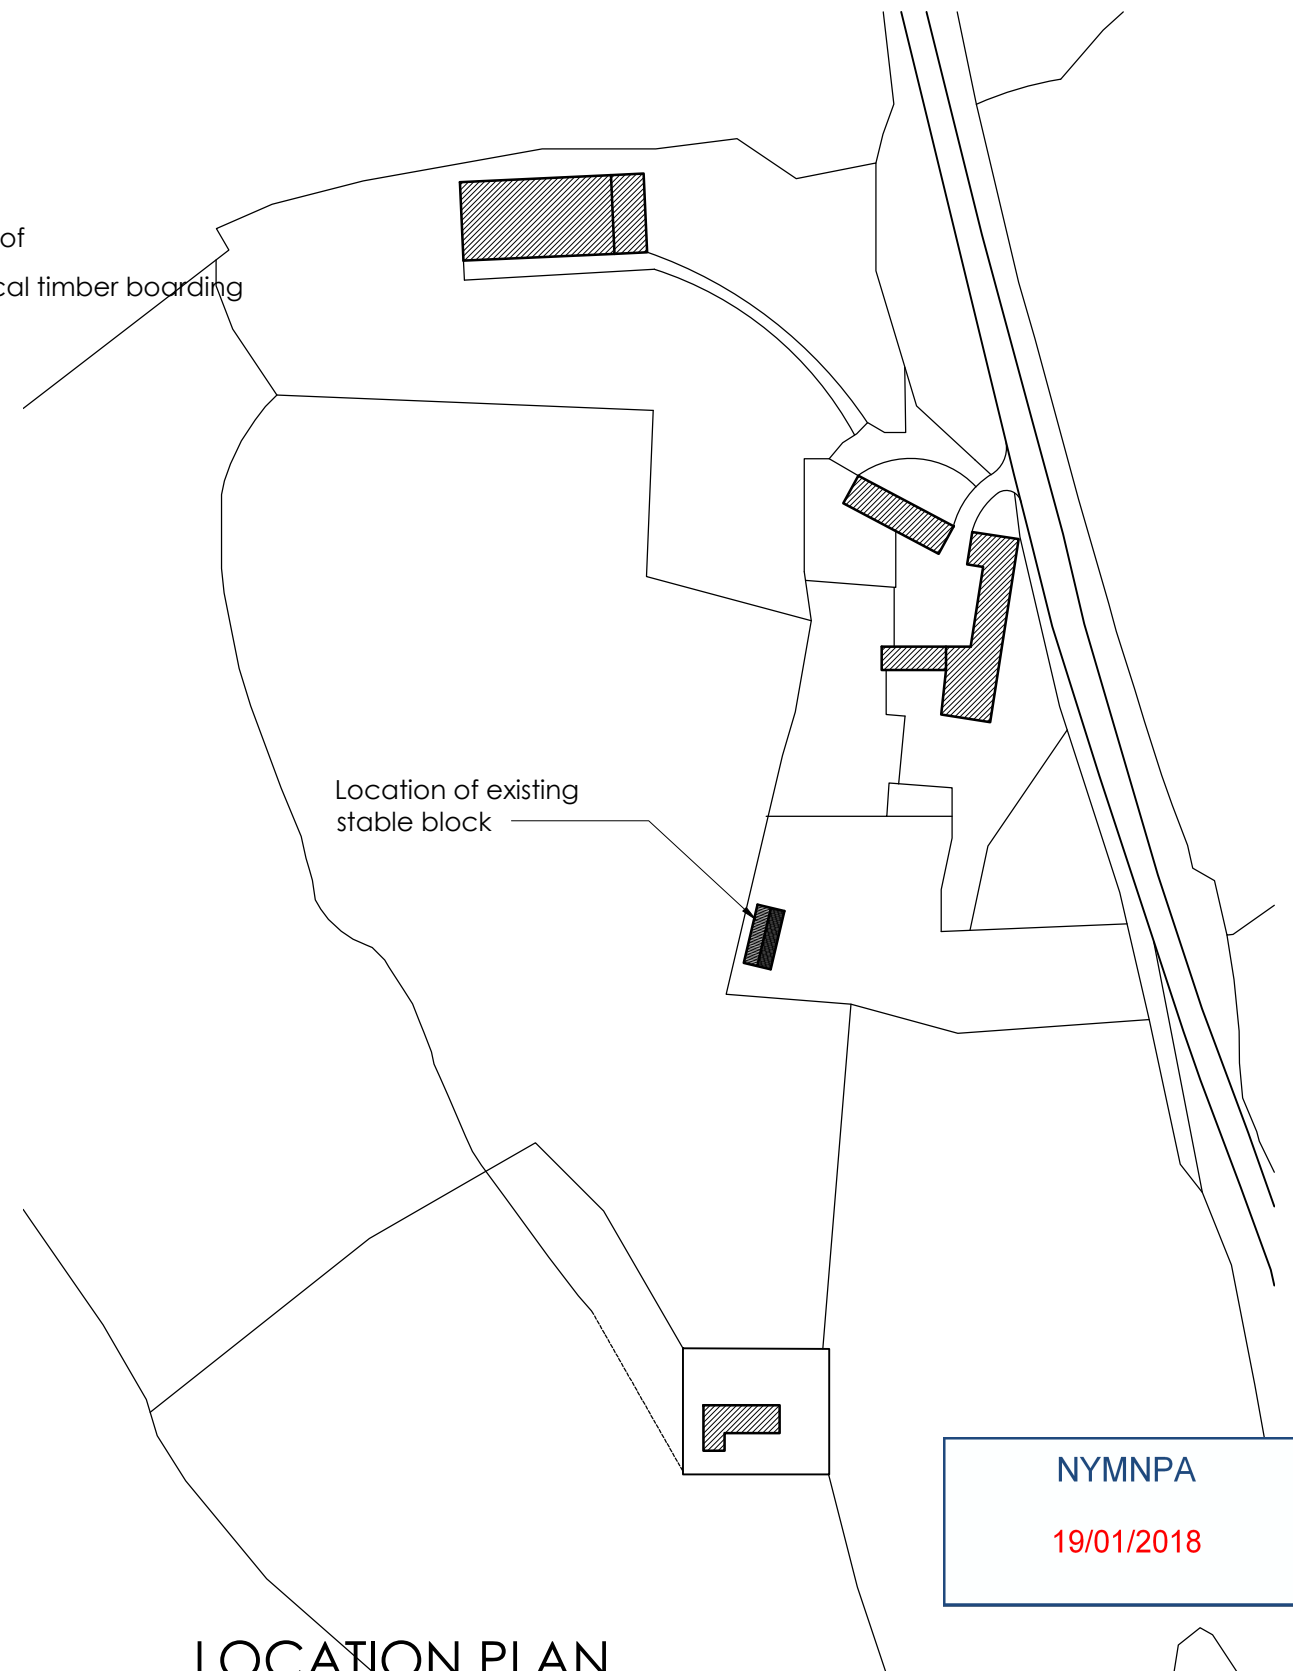 of
cal timber boarding
Location of existing
stable block
NYMNPA
19/01/2018
LOCATION PLAN